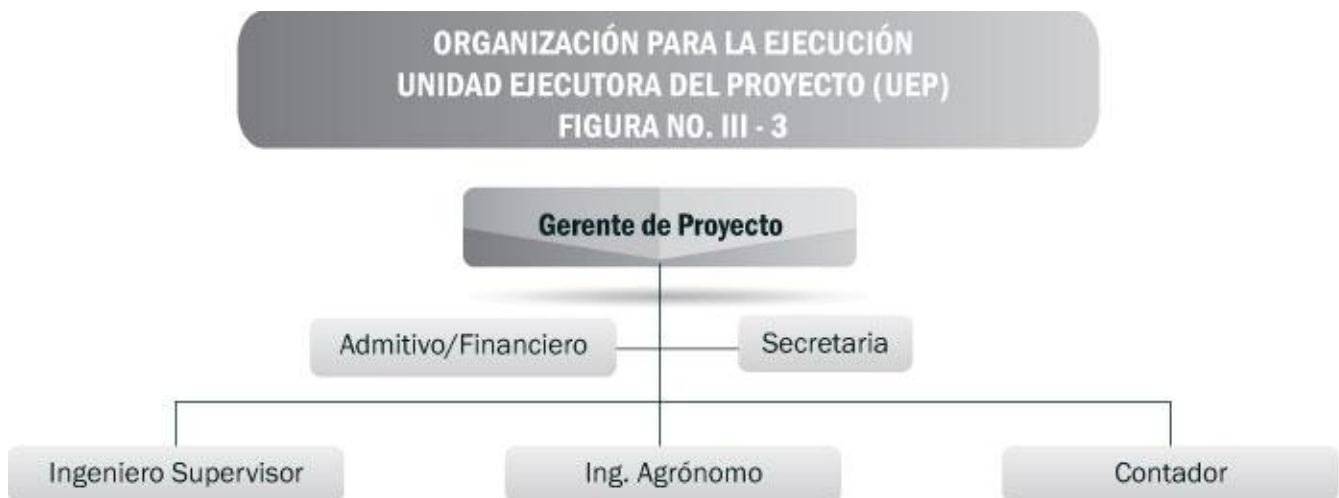 ORGANIZACIÓN PARA LA EJECUCIÓN
UNIDAD EJECUTORA DEL PROYECTO (UEP)
FIGURA NO. III - 3
Gerente de Proyecto
Admitivo/Financiero
Secretaria
Ingeniero Supervisor
Ing. Agrónomo
Contador